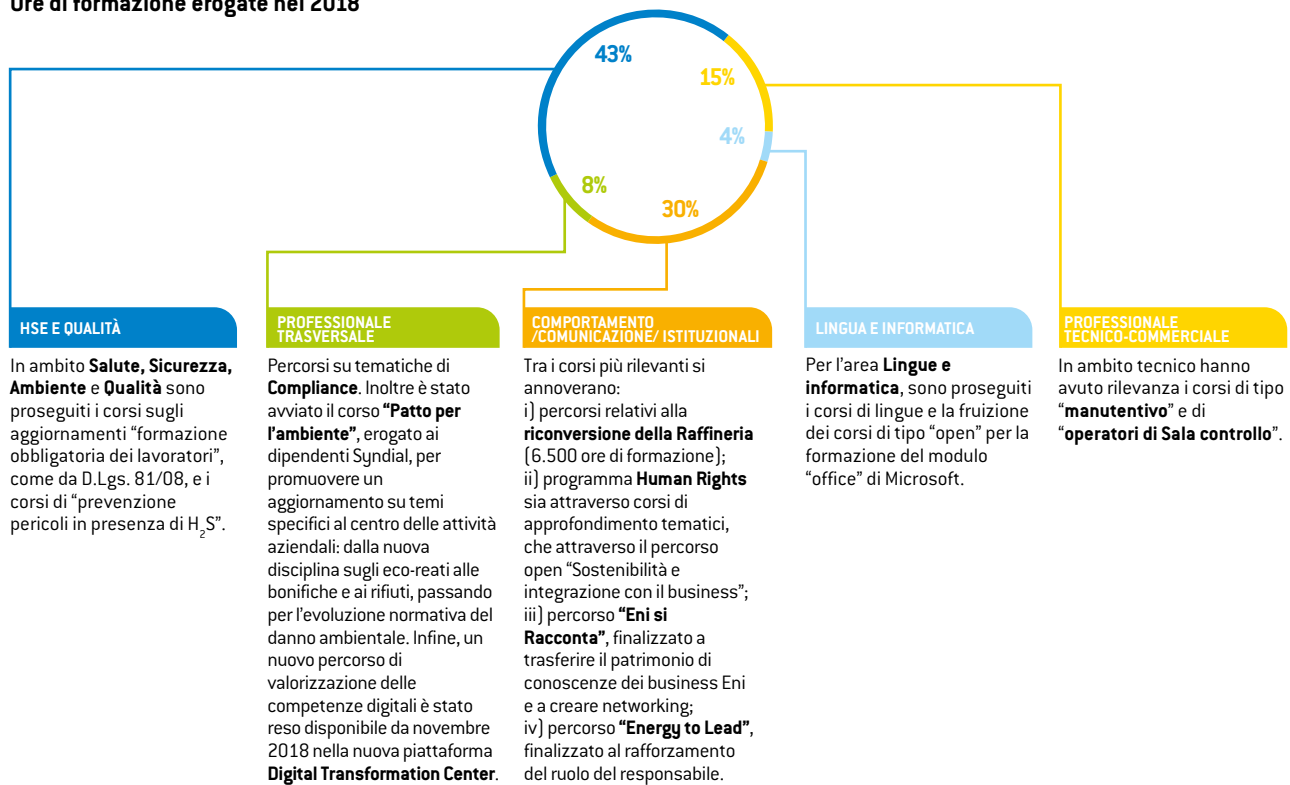 Ore di formazione erogate nel 2018
43%
15%
4%
8%
30%
HSE E QUALITÀ
In ambito Salute, Sicurezza,
Ambiente e Qualità sono
proseguiti i corsi sugli
aggiornamenti “formazione
obbligatoria dei lavoratori”,
come da D.Lgs. 81/08, e i
corsi di “prevenzione
pericoli in presenza di H₂S”.
PROFESSIONALE
TRASVERSALE
Percorsi su tematiche di
Compliance. Inoltre è stato
avviato il corso “Patto per
l’ambiente”, erogato ai
dipendenti Syndial, per
promuovere un
aggiornamento su temi
specifici al centro delle attività
aziendali: dalla nuova
disciplina sugli eco-reati alle
bonifiche e ai rifiuti, passando
per l’evoluzione normativa del
danno ambientale. Infine, un
nuovo percorso di
valorizzazione delle
competenze digitali è stato
reso disponibile da novembre
2018 nella nuova piattaforma
Digital Transformation Center.
COMPORTAMENTO
/COMUNICAZIONE/ ISTITUZIONALI
Tra i corsi più rilevanti si
annoverano:
i) percorsi relativi alla
riconversione della Raffineria
(6.500 ore di formazione);
ii) programma Human Rights
sia attraverso corsi di
approfondimento tematici,
che attraverso il percorso
open “Sostenibilità e
integrazione con il business”;
iii) percorso “Eni si
Racconta”, finalizzato a
trasferire il patrimonio di
conoscenze dei business Eni
e a creare networking;
iv) percorso “Energy to Lead”,
finalizzato al rafforzamento
del ruolo del responsabile.
LINGUA E INFORMATICA
Per l’area Lingue e
informatica, sono proseguiti
i corsi di lingue e la fruizione
dei corsi di tipo “open” per la
formazione del modulo
“office” di Microsoft.
PROFESSIONALE
TECNICO-COMMERCIALE
In ambito tecnico hanno
avuto rilevanza i corsi di tipo
“manutentivo” e di
“operatori di Sala controllo”.